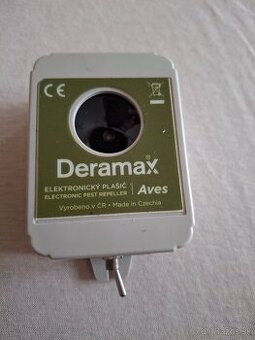 CE
Deramax
ELEKTRONICKÝ PLAŠIČ
ELECTRONIC PEST REPELLER
Aves
Vyrobeno v ČR • Made in Czechia